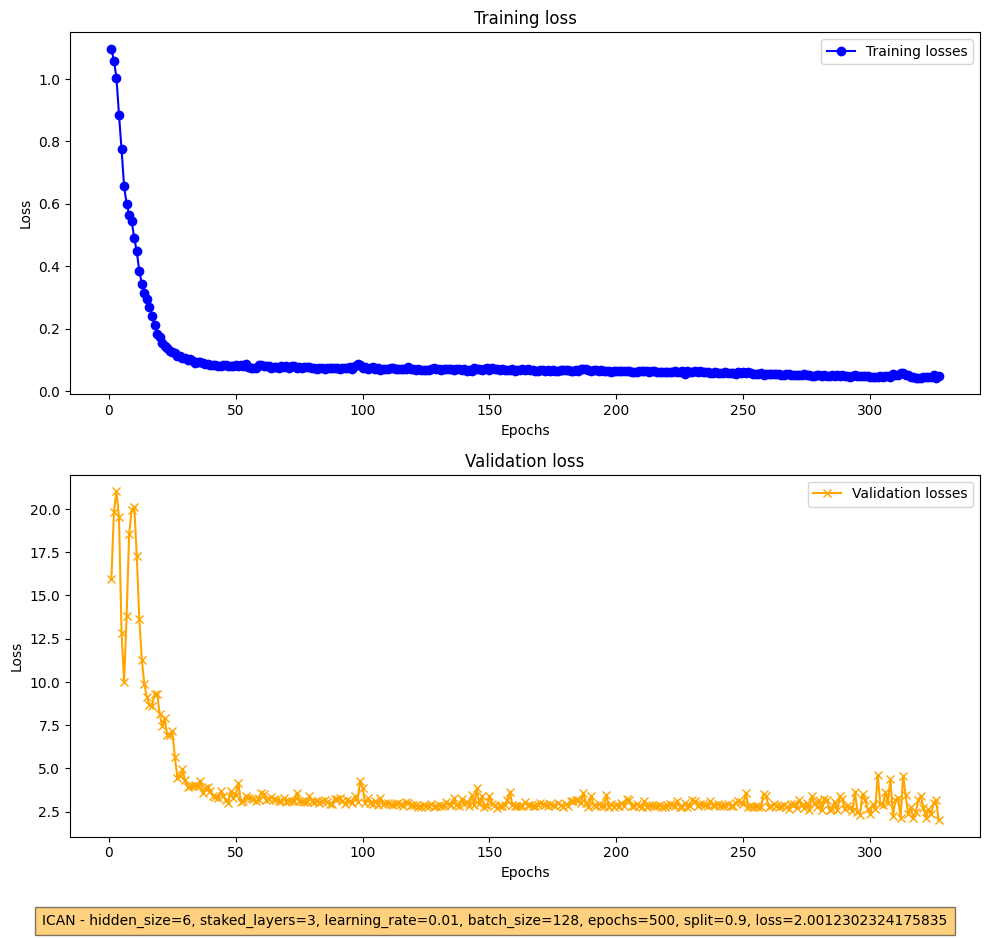 Training loss
Training losses
1.0
0.8
0.6
0.4
0.2
0.0
Loss
0 50 100 150 200 250 300
Epochs
Validation loss
Validation losses
20.0
17.5
15.0
12.5
10.0
7.5
5.0
2.5
Loss
0 50 100 150 200 250 300
Epochs
ICAN - hidden_size=6, staked_layers=3, learning_rate=0.01, batch_size=128, epochs=500, split=0.9, loss=2.0012302324175835